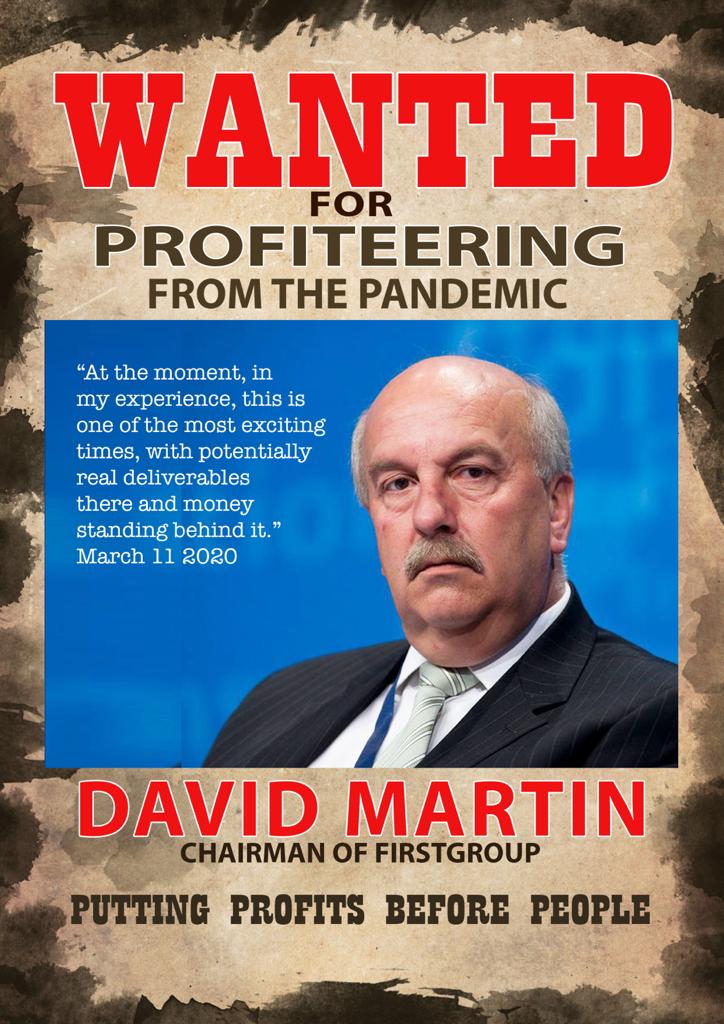 WANTED
FOR
PROFITEERING
FROM THE PANDEMIC
“At the moment, in
my experience, this is
one of the most exciting
times, with potentially
real deliverables
there and money
standing behind it.”
March 11 2020
DAVID MARTIN
CHAIRMAN OF FIRSTGROUP
PUTTING PROFITS BEFORE PEOPLE